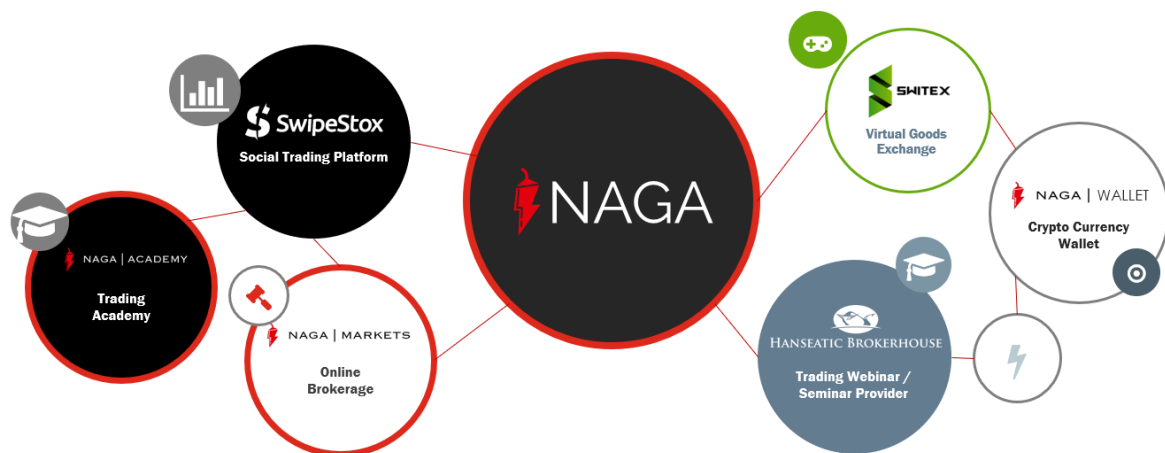 SwipeStox
Social Trading Platform
NAGA | ACADEMY
Trading
Academy
NAGA | MARKETS
Online
Brokerage
NAGA
SWITEX
Virtual Goods
Exchange
NAGA | WALLET
Crypto Currency
Wallet
HANSEATIC BROKERHOUSE
Trading Webinar /
Seminar Provider